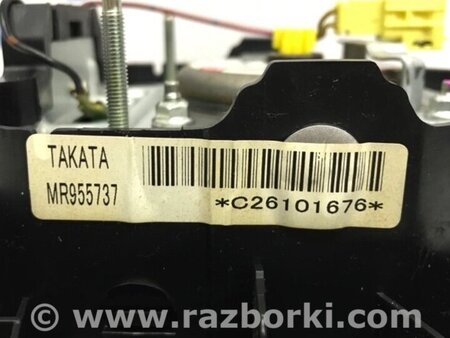 TAKATA
MR955737
*C26101676*
© www.razborki.com